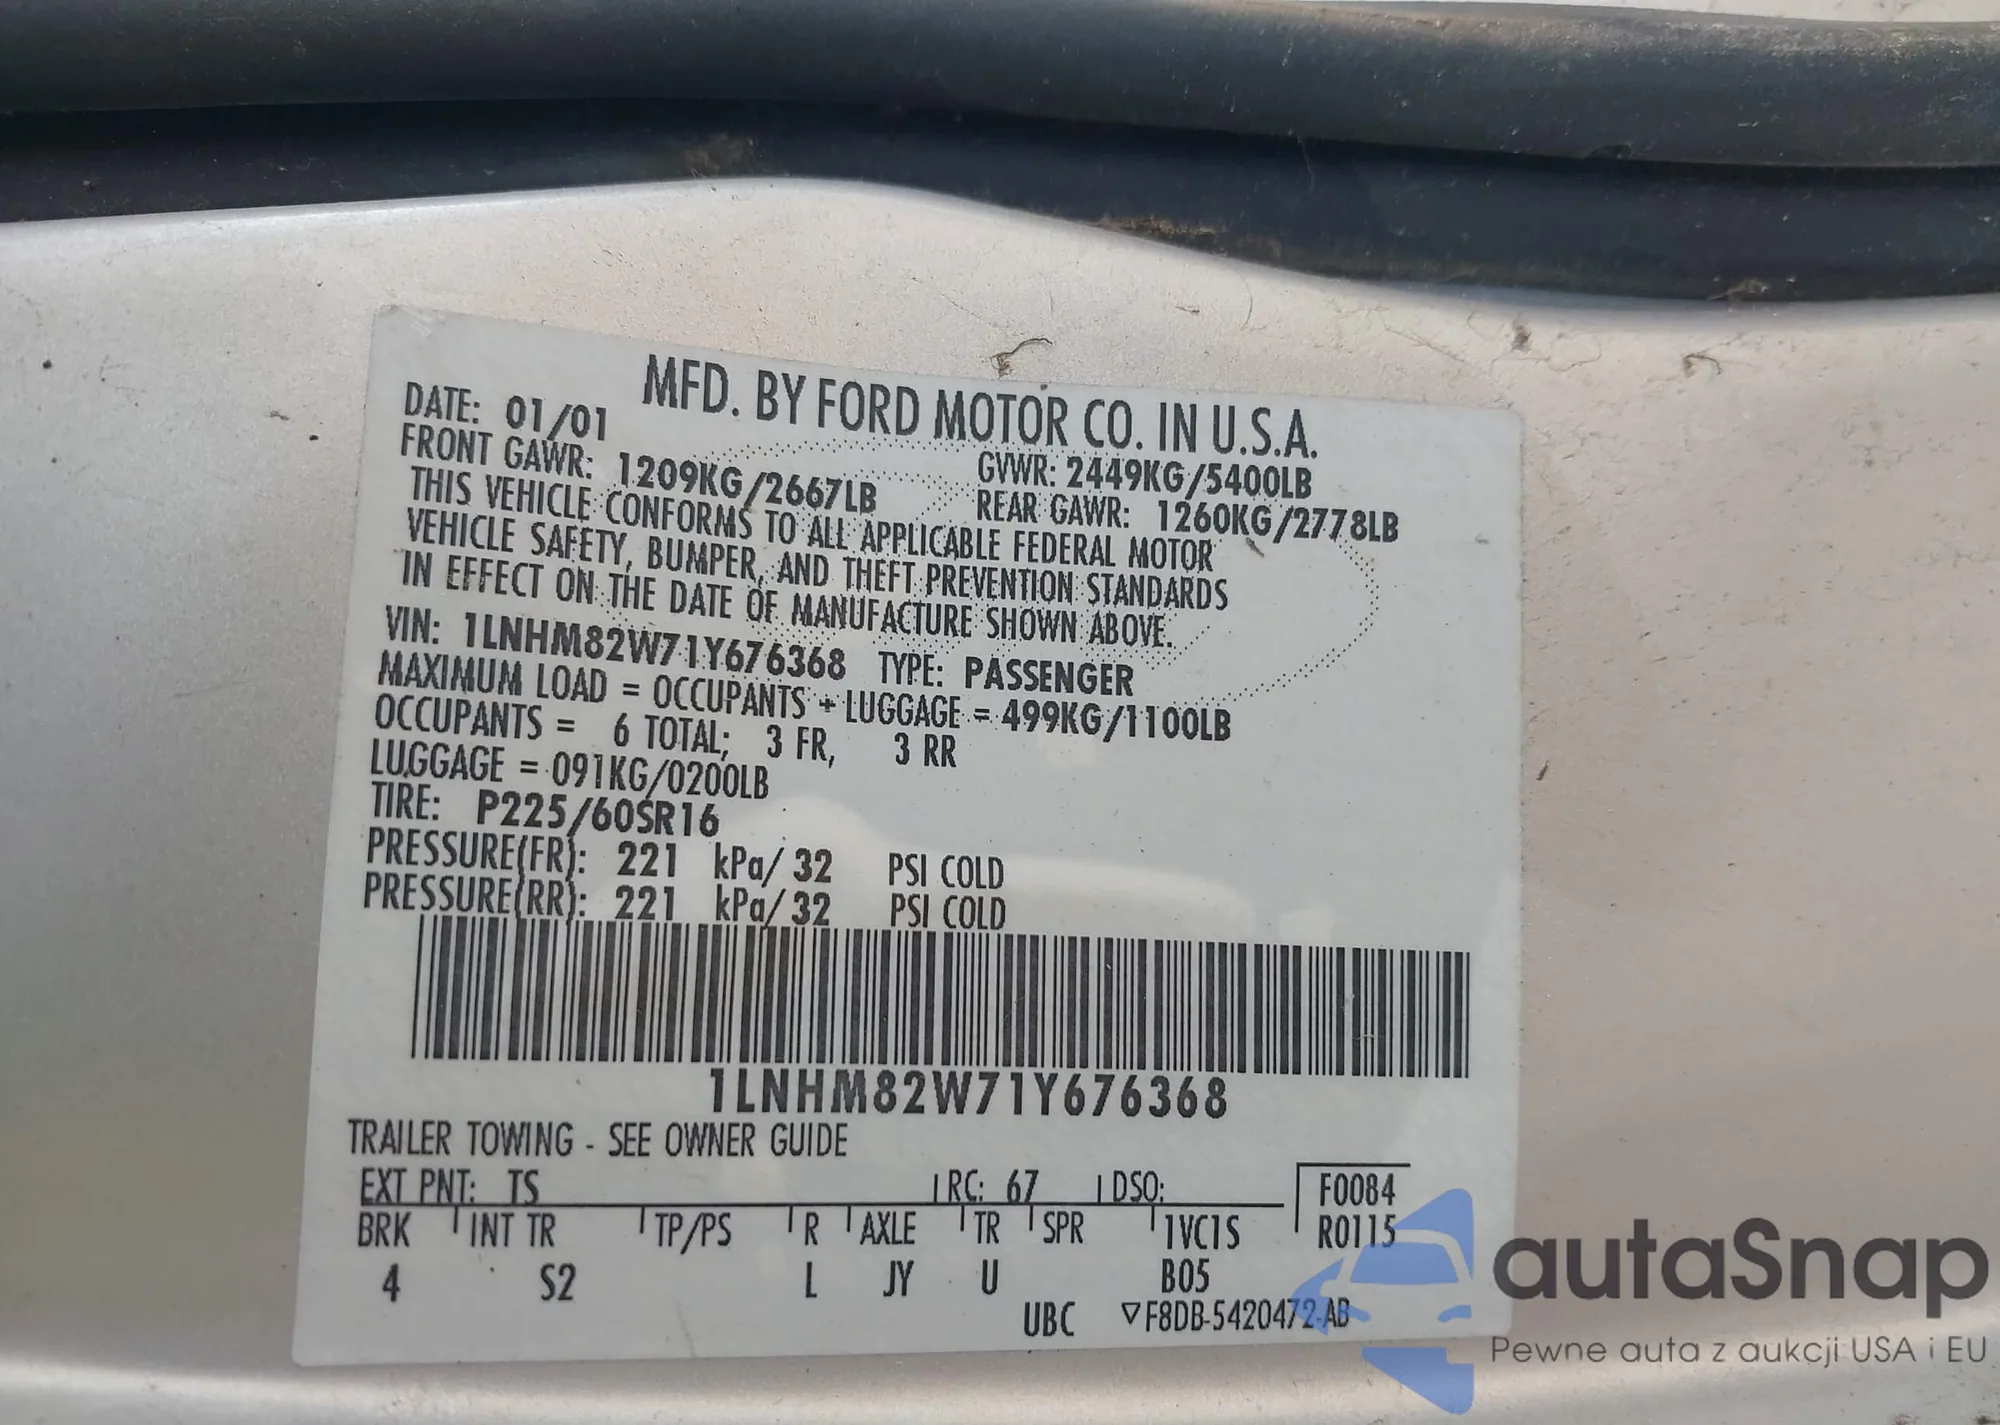 MFD. BY FORD MOTOR CO. IN U.S.A.
DATE: 01/01 GVWR: 2449KG/5400LB
FRONT GAWR: 1209KG/2667LB REAR GAWR: 1260KG/2778LB
THIS VEHICLE CONFORMS TO ALL APPLICABLE FEDERAL MOTOR
VEHICLE SAFETY, BUMPER, AND THEFT PREVENTION STANDARDS
IN EFFECT ON THE DATE OF MANUFACTURE SHOWN ABOVE.
VIN: 1LNHM82W71Y676368 TYPE: PASSENGER
MAXIMUM LOAD = OCCUPANTS + LUGGAGE = 499KG/1100LB
OCCUPANTS = 6 TOTAL; 3 FR, 3 RR
LUGGAGE = 091KG/0200LB
TIRE: P225/60SR16
PRESSURE(FR): 221 kPa/ 32 PSI COLD
PRESSURE(RR): 221 kPa/ 32 PSI COLD
1LNHM82W71Y676368
TRAILER TOWING - SEE OWNER GUIDE
EXT PNT: TS RC: 67 DSO: F0084
BRK INT TR TP/PS R AXLE TR SPR 1VC1S R0115
4 S2 L JY U B05
UBC ▽F8DB-5420472-AB
autaSnap
Pewne auta z aukcji USA i EU